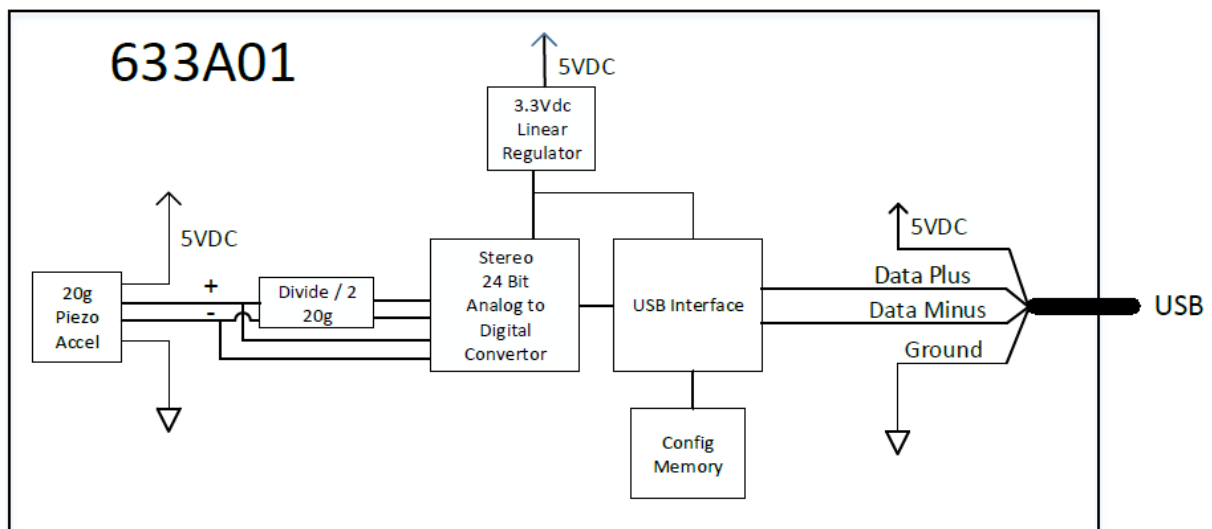 633A01
5VDC
3.3Vdc
Linear
Regulator
5VDC
20g
Piezo
Accel
+
-
Divide / 2
20g
Stereo
24 Bit
Analog to
Digital
Convertor
USB Interface
Config
Memory
5VDC
Data Plus
Data Minus
Ground
USB